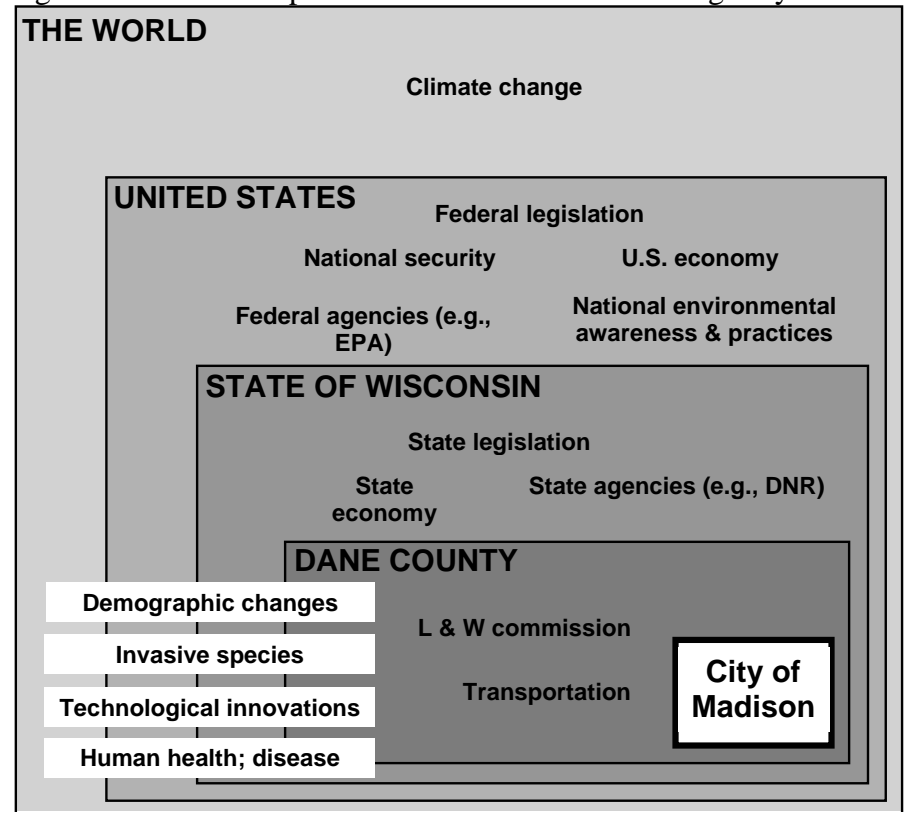 THE WORLD
Climate change
UNITED STATES
Federal legislation
National security
U.S. economy
Federal agencies (e.g.,
EPA)
National environmental
awareness & practices
STATE OF WISCONSIN
State legislation
State
economy
State agencies (e.g., DNR)
DANE COUNTY
L & W commission
Transportation
City of
Madison
Demographic changes
Invasive species
Technological innovations
Human health; disease